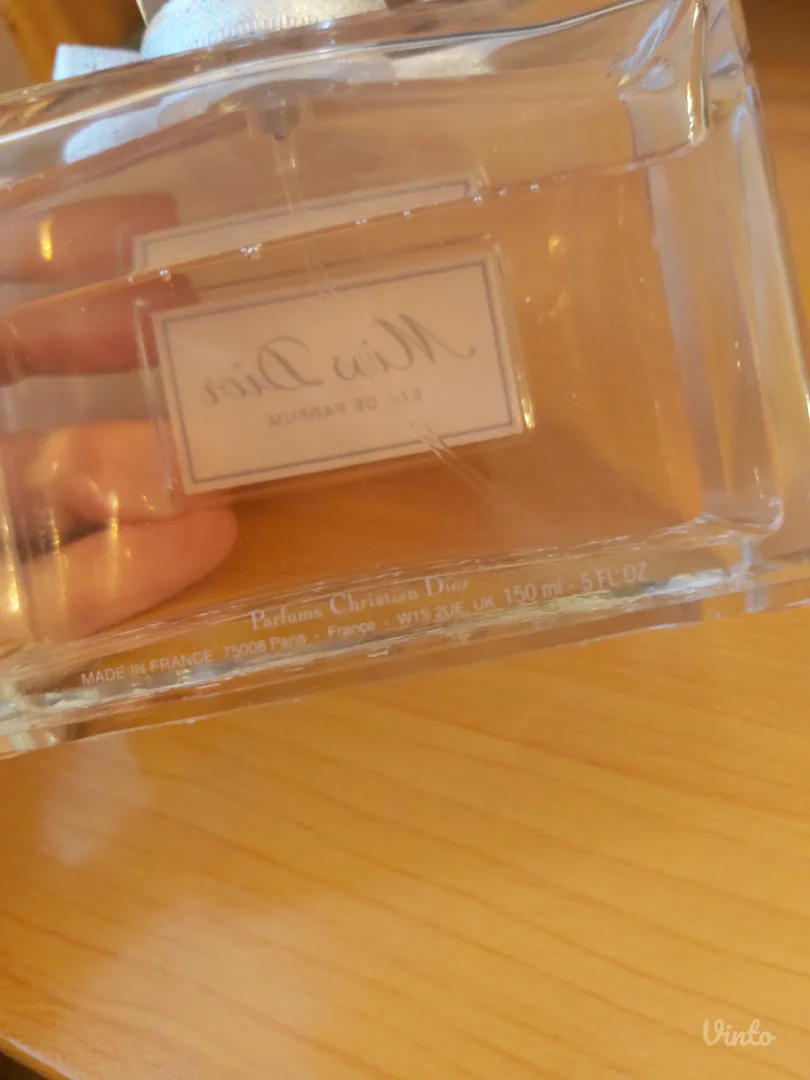 Miss Dior
EAU DE PARFUM
Parfums Christian Dior
MADE IN FRANCE 75008 Paris - France - W1S 2UE, UK 150 ml - 5 FL OZ
Vinto